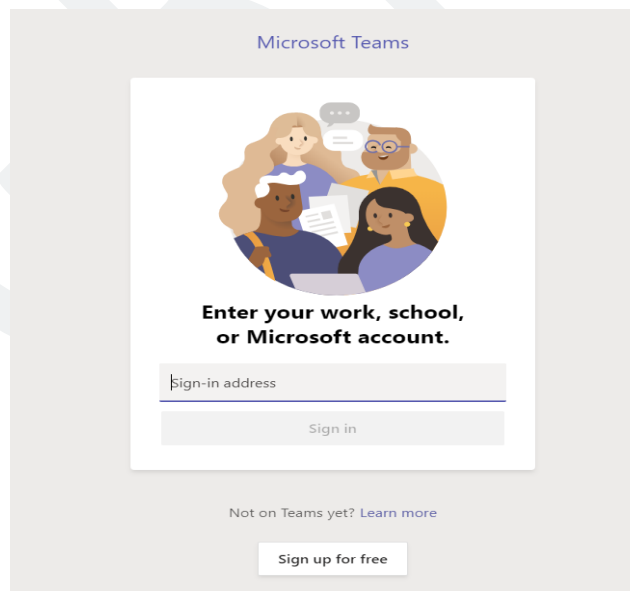 Microsoft Teams
Enter your work, school,
or Microsoft account.
Sign-in address
Sign in
Not on Teams yet? Learn more
Sign up for free